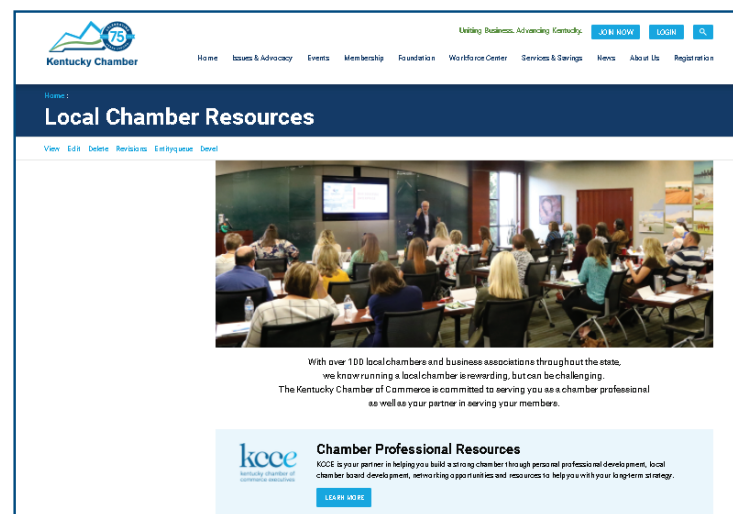 75
Kentucky Chamber
Uniting Business. Advancing Kentucky.
JOIN NOW
LOGIN
Home Issues & Advocacy Events Membership Foundation Workforce Center Services & Savings News About Us Registration
Home :
Local Chamber Resources
View Edit Delete Revisions Entityqueue Devel
With over 100 local chambers and business associations throughout the state,
we know running a local chamber is rewarding, but can be challenging.
The Kentucky Chamber of Commerce is committed to serving you as a chamber professional
as well as your partner in serving your members.
kcce
kentucky chamber of
commerce executives
Chamber Professional Resources
KCCE is your partner in helping you build a strong chamber through personal professional development, local
chamber board development, networking opportunities and resources to help you with your long-term strategy.
LEARN MORE